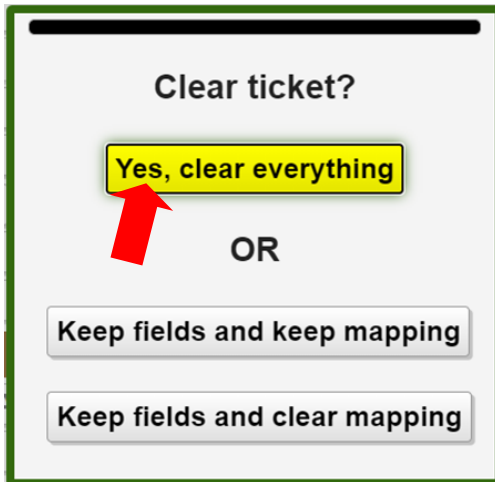 Clear ticket?
Yes, clear everything
OR
Keep fields and keep mapping
Keep fields and clear mapping